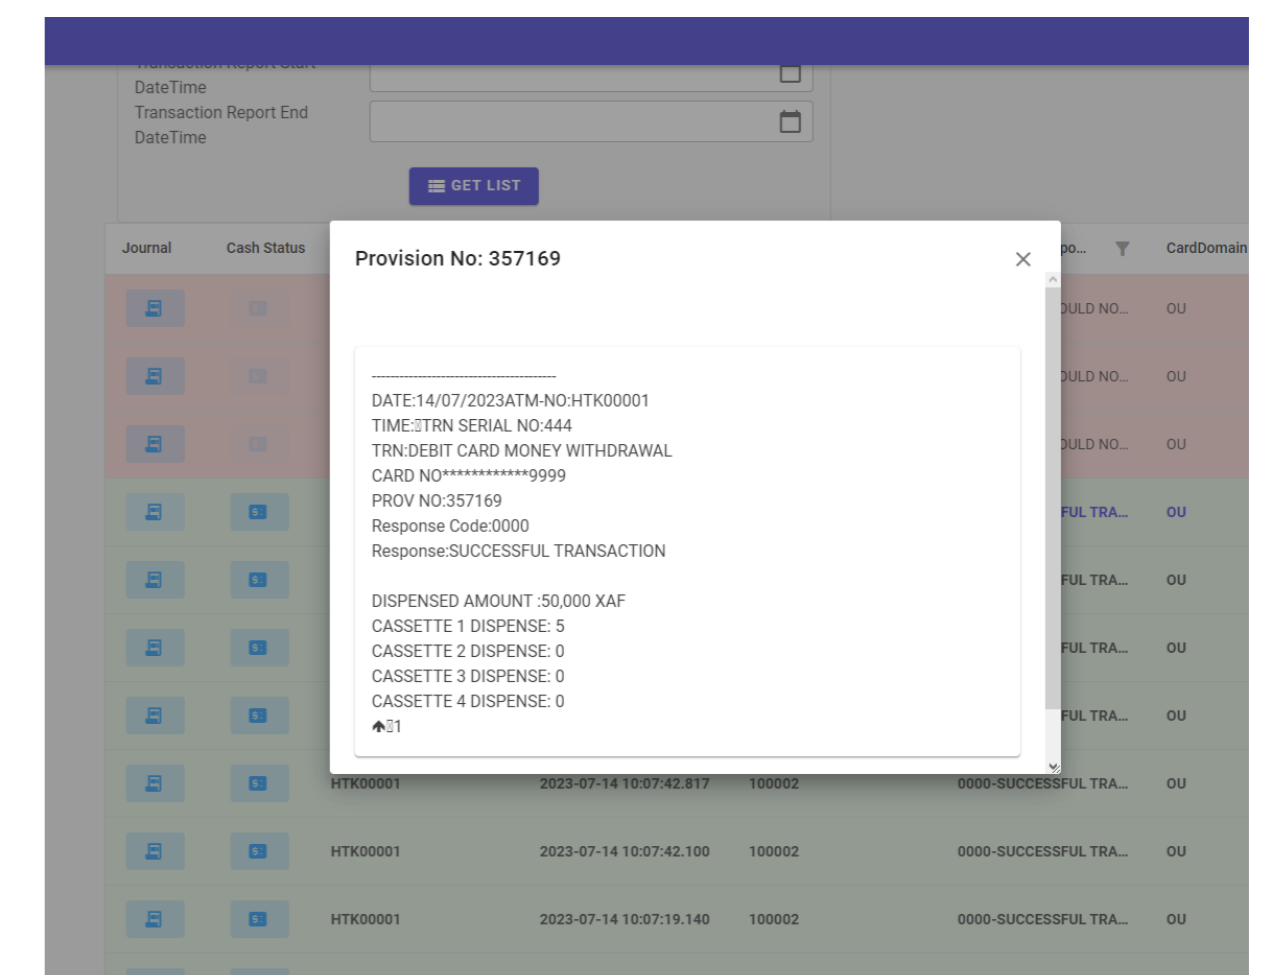 DateTime
Transaction Report End
DateTime
GET LIST
Journal Cash Status CardDomain
Provision No: 357169
OU
OU
OU
OU
OU
OU
OU
----------------------------------------
DATE:14/07/2023ATM-NO:HTK00001
TIME:TRN SERIAL NO:444
TRN:DEBIT CARD MONEY WITHDRAWAL
CARD NO************9999
PROV NO:357169
Response Code:0000
Response:SUCCESSFUL TRANSACTION
DISPENSED AMOUNT :50,000 XAF
CASSETTE 1 DISPENSE: 5
CASSETTE 2 DISPENSE: 0
CASSETTE 3 DISPENSE: 0
CASSETTE 4 DISPENSE: 0
1
HTK00001 2023-07-14 10:07:42.817 100002 0000-SUCCESSFUL TRA... OU
HTK00001 2023-07-14 10:07:42.100 100002 0000-SUCCESSFUL TRA... OU
HTK00001 2023-07-14 10:07:19.140 100002 0000-SUCCESSFUL TRA... OU